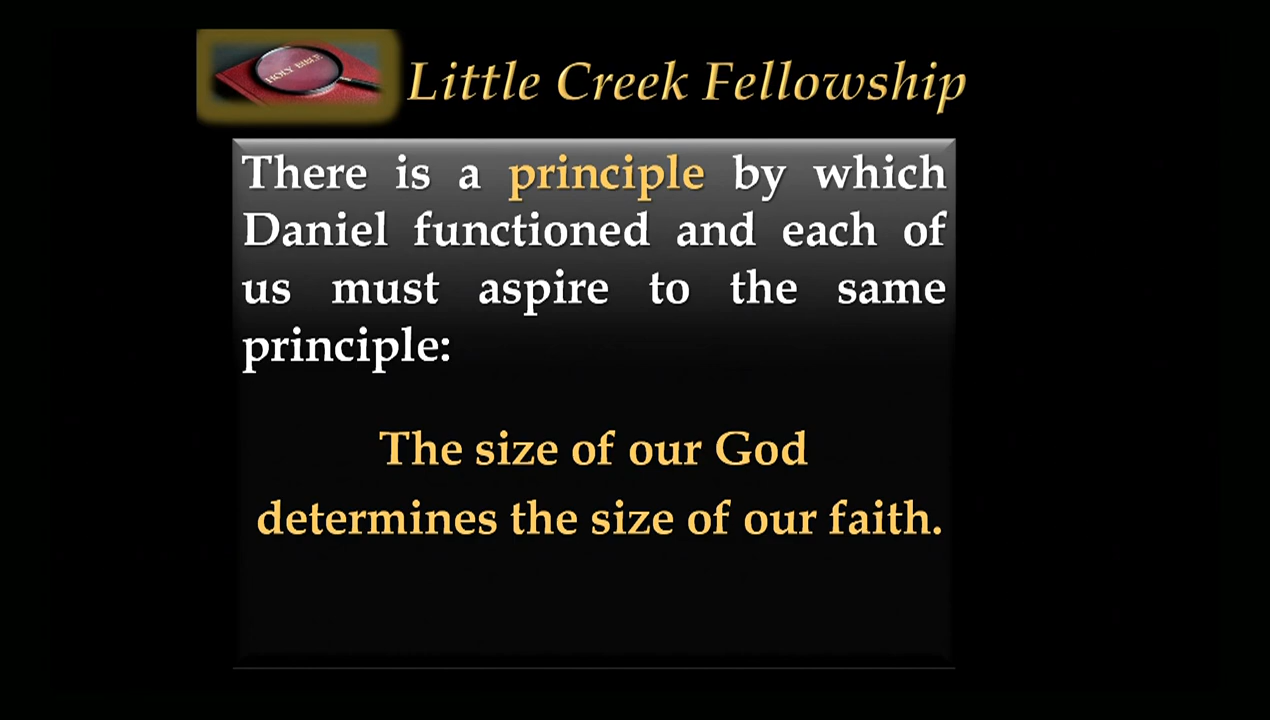 HOLY BIBLE
Little Creek Fellowship
There is a principle by which
Daniel functioned and each of
us must aspire to the same
principle:
The size of our God
determines the size of our faith.